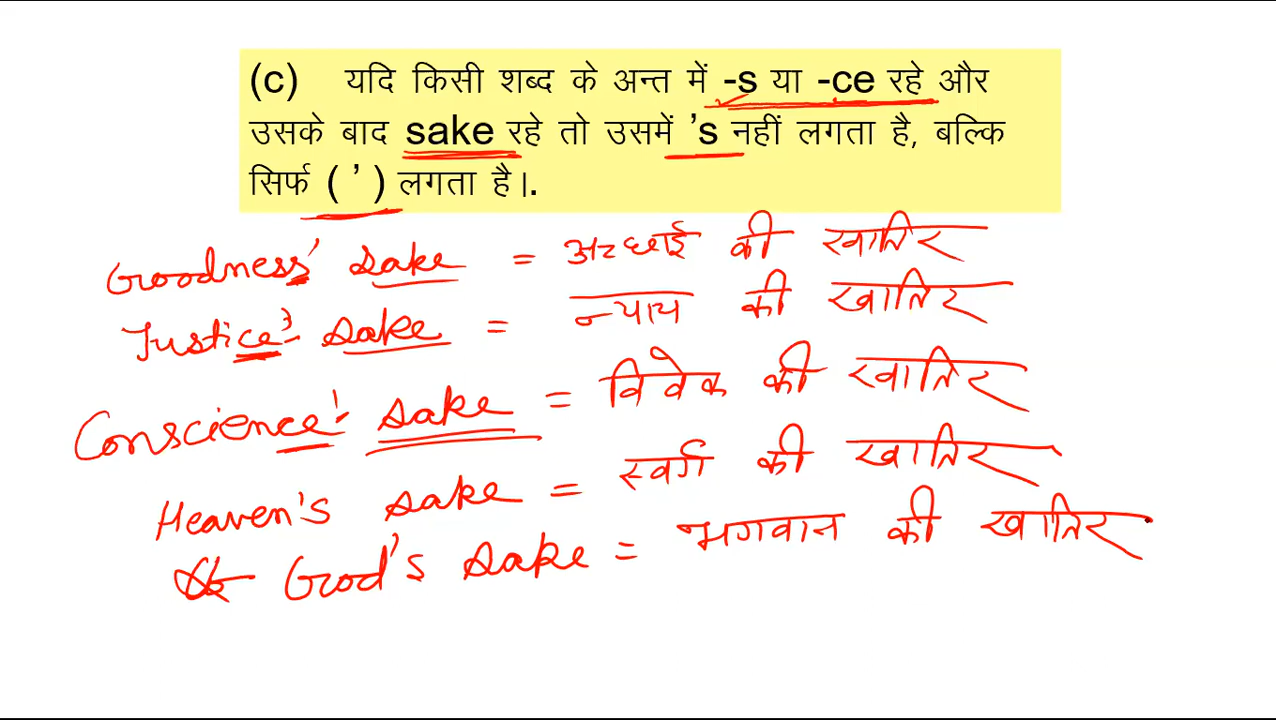 (c) यदि किसी शब्द के अन्त में -s या -ce रहे और
उसके बाद sake रहे तो उसमें 's नहीं लगता है, बल्कि
सिर्फ ( ' ) लगता है।.
Goodness' sake = अच्छाई की खातिर
Justice' sake = न्याय की खातिर
Conscience' sake = विवेक की खातिर
Heaven's sake = स्वर्ग की खातिर
God's sake = भगवान की खातिर